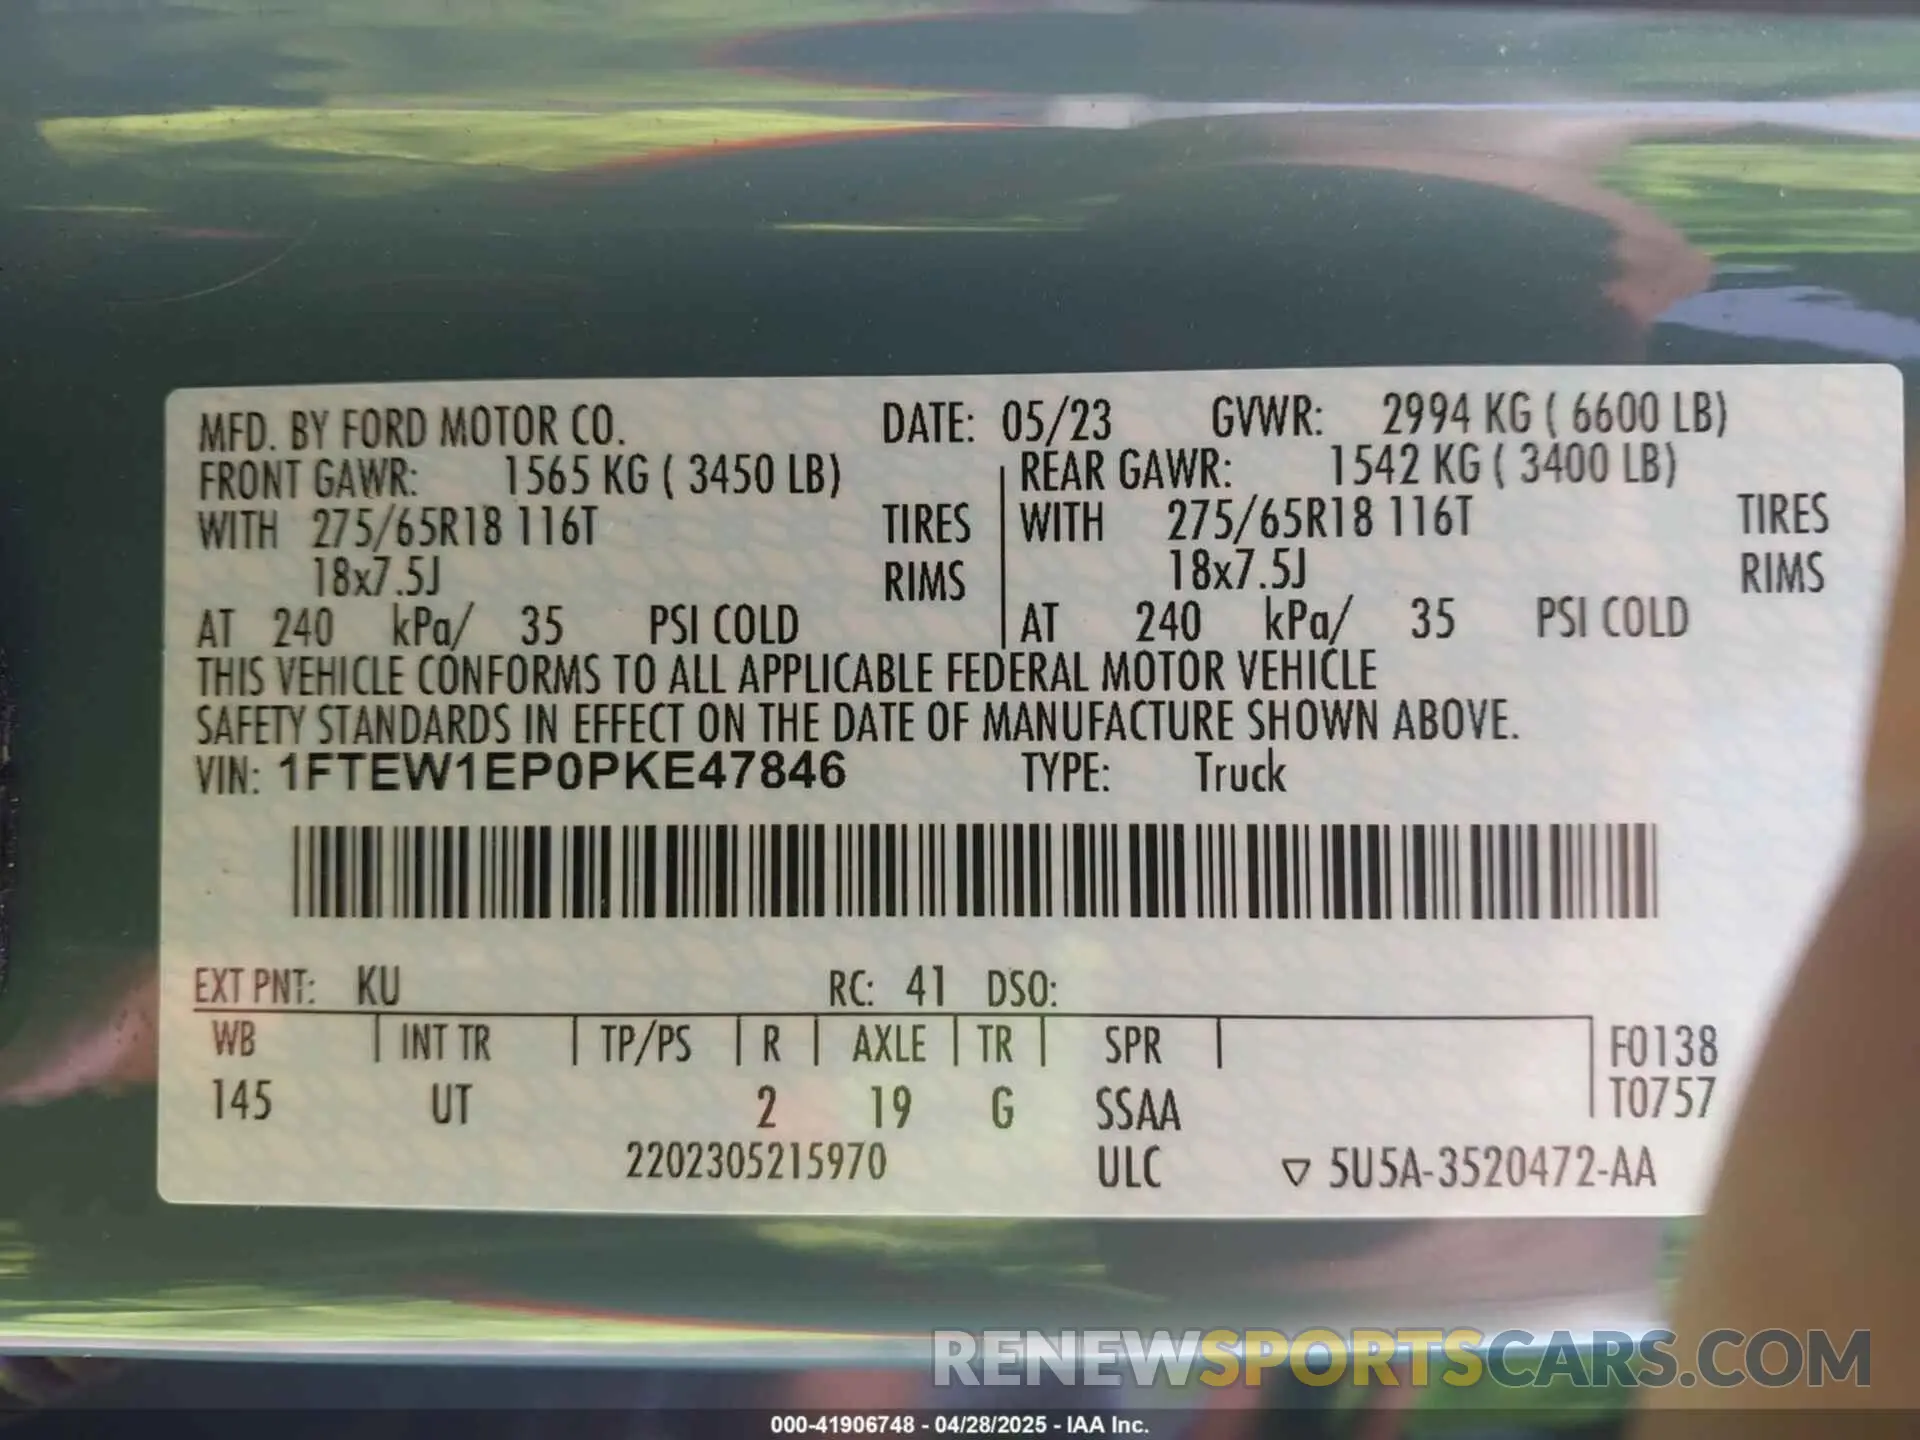 MFD. BY FORD MOTOR CO. DATE: 05/23 GVWR: 2994 KG ( 6600 LB)
FRONT GAWR: 1565 KG ( 3450 LB) REAR GAWR: 1542 KG ( 3400 LB)
WITH 275/65R18 116T TIRES WITH 275/65R18 116T TIRES
18x7.5J RIMS 18x7.5J RIMS
AT 240 kPa/ 35 PSI COLD AT 240 kPa/ 35 PSI COLD
THIS VEHICLE CONFORMS TO ALL APPLICABLE FEDERAL MOTOR VEHICLE
SAFETY STANDARDS IN EFFECT ON THE DATE OF MANUFACTURE SHOWN ABOVE.
VIN: 1FTEW1EP0PKE47846 TYPE: Truck
EXT PNT: KU RC: 41 DSO:
WB INT TR TP/PS R AXLE TR SPR F0138
145 UT 2 19 G SSAA T0757
2202305215970 ULC ▽ 5U5A-3520472-AA
RENEWSPORTSCARS.COM
000-41906748 - 04/28/2025 - IAA Inc.